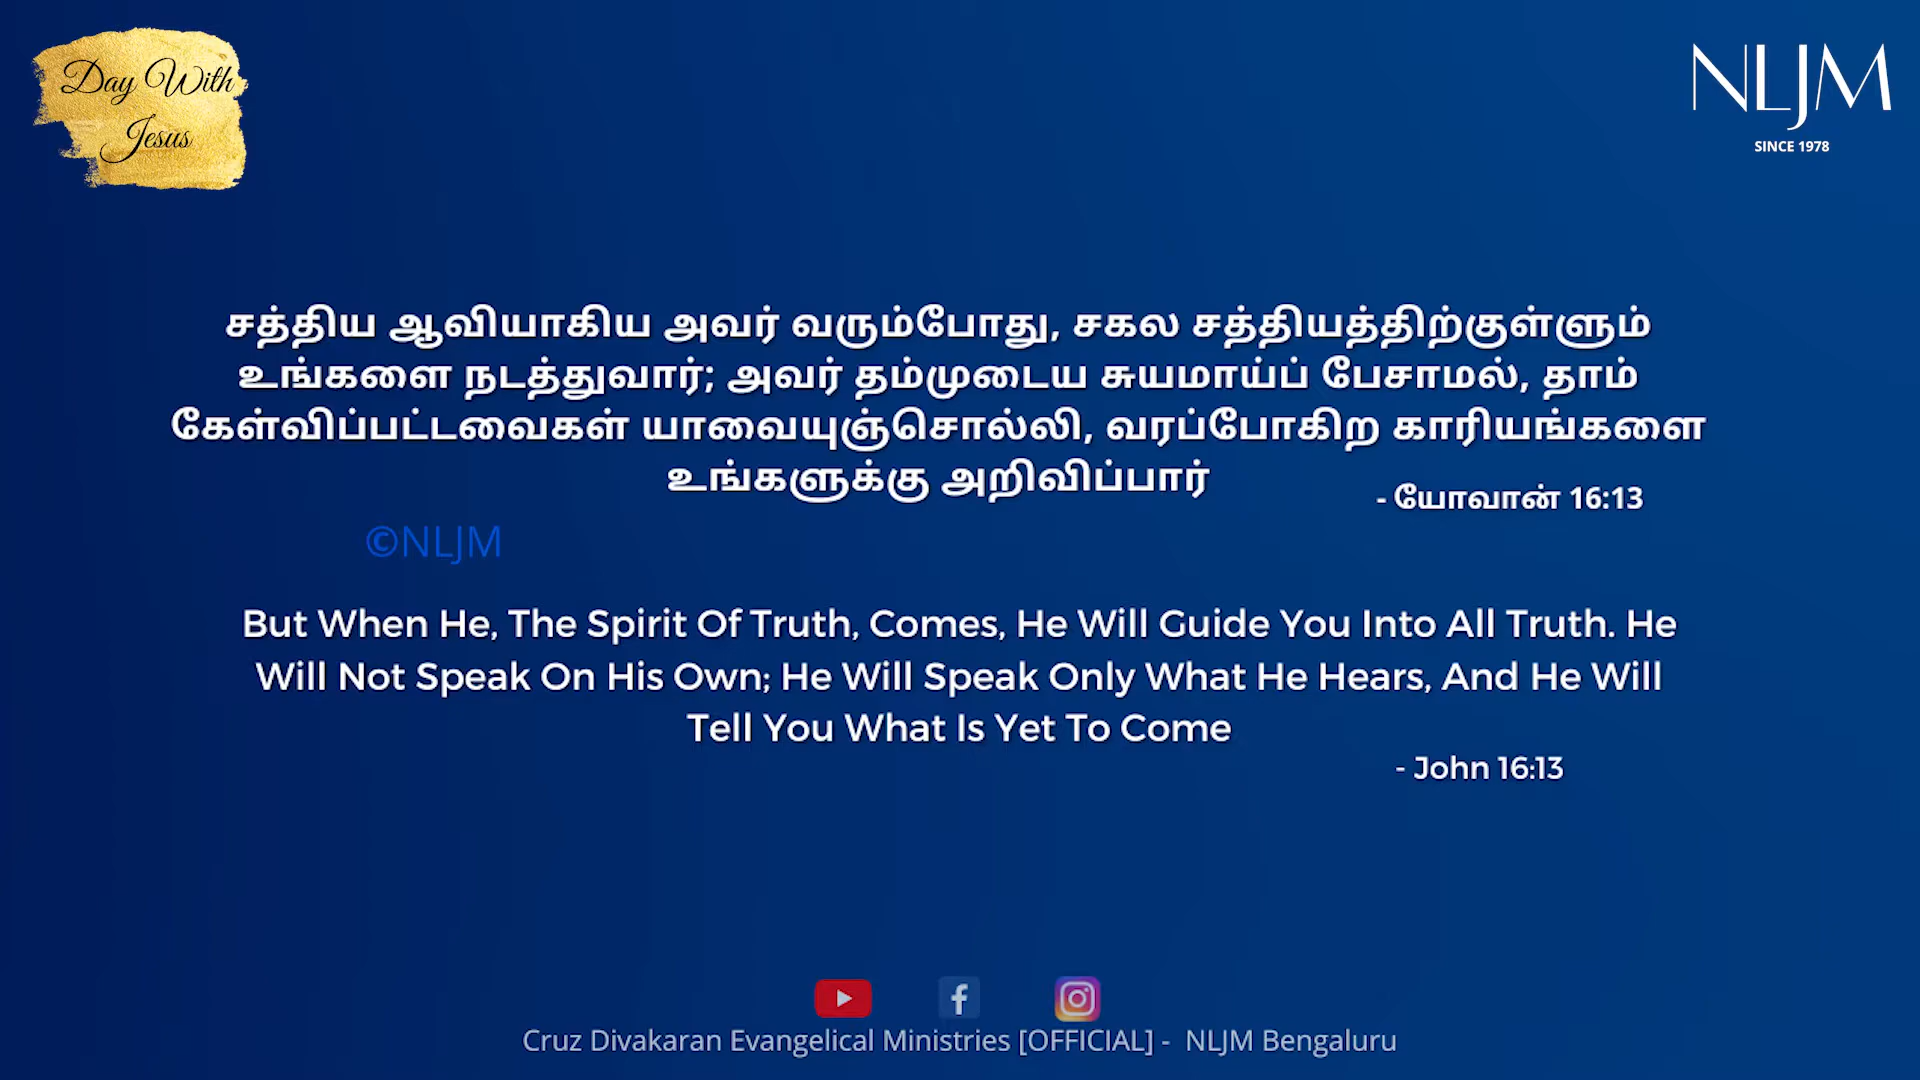 Day With
Jesus
NLJM
SINCE 1978
சத்திய ஆவியாகிய அவர் வரும்போது, சகல சத்தியத்திற்குள்ளும்
உங்களை நடத்துவார்; அவர் தம்முடைய சுயமாய்ப் பேசாமல், தாம்
கேள்விப்பட்டவைகள் யாவையுஞ்சொல்லி, வரப்போகிற காரியங்களை
உங்களுக்கு அறிவிப்பார்
- யோவான் 16:13
©NLJM
But When He, The Spirit Of Truth, Comes, He Will Guide You Into All Truth. He
Will Not Speak On His Own; He Will Speak Only What He Hears, And He Will
Tell You What Is Yet To Come
- John 16:13
Cruz Divakaran Evangelical Ministries [OFFICIAL] - NLJM Bengaluru